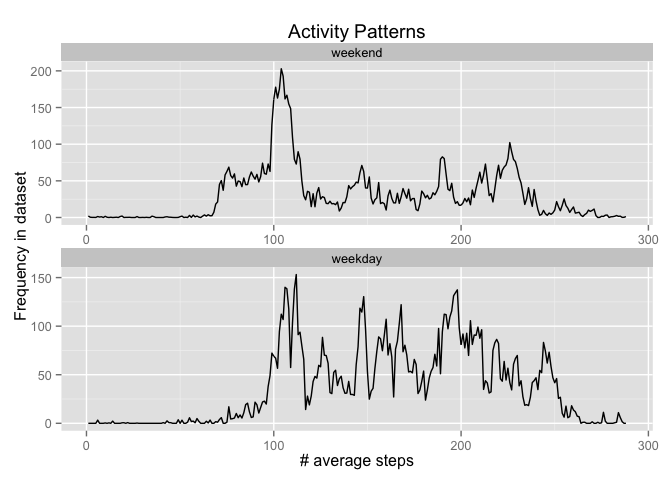 Activity Patterns
weekend
200
150
100
50
0
0 100 200 300
weekday
150
100
50
0
0 100 200 300
# average steps
Frequency in dataset